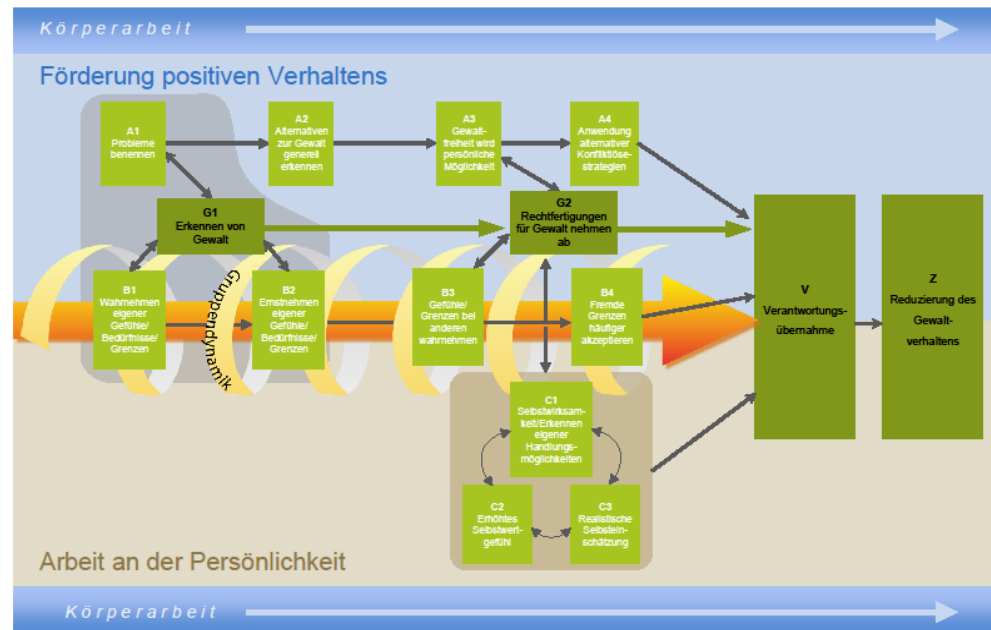 Körperarbeit
Förderung positiven Verhaltens
A1
Probleme
benennen
A2
Alternativen
zur Gewalt
generell
erkennen
A3
Gewalt-
freiheit wird
persönliche
Möglichkeit
A4
Anwendung
alternativer
Konfliktlöse-
strategien
G1
Erkennen von
Gewalt
G2
Rechtfertigungen
für Gewalt nehmen
ab
B1
Wahrnehmen
eigener
Gefühle/
Bedürfnisse/
Grenzen
Gruppendynamik
B2
Ernstnehmen
eigener
Gefühle/
Bedürfnisse/
Grenzen
B3
Gefühle/
Grenzen bei
anderen
wahrnehmen
B4
Fremde
Grenzen
häufiger
akzeptieren
V
Verantwortungs-
übernahme
Z
Reduzierung des
Gewalt-
verhaltens
C1
Selbstwirksam-
keit/Erkennen
eigener
Handlungs-
möglichkeiten
C2
Erhöhtes
Selbstwert-
gefühl
C3
Realistische
Selbstein-
schätzung
Arbeit an der Persönlichkeit
Körperarbeit